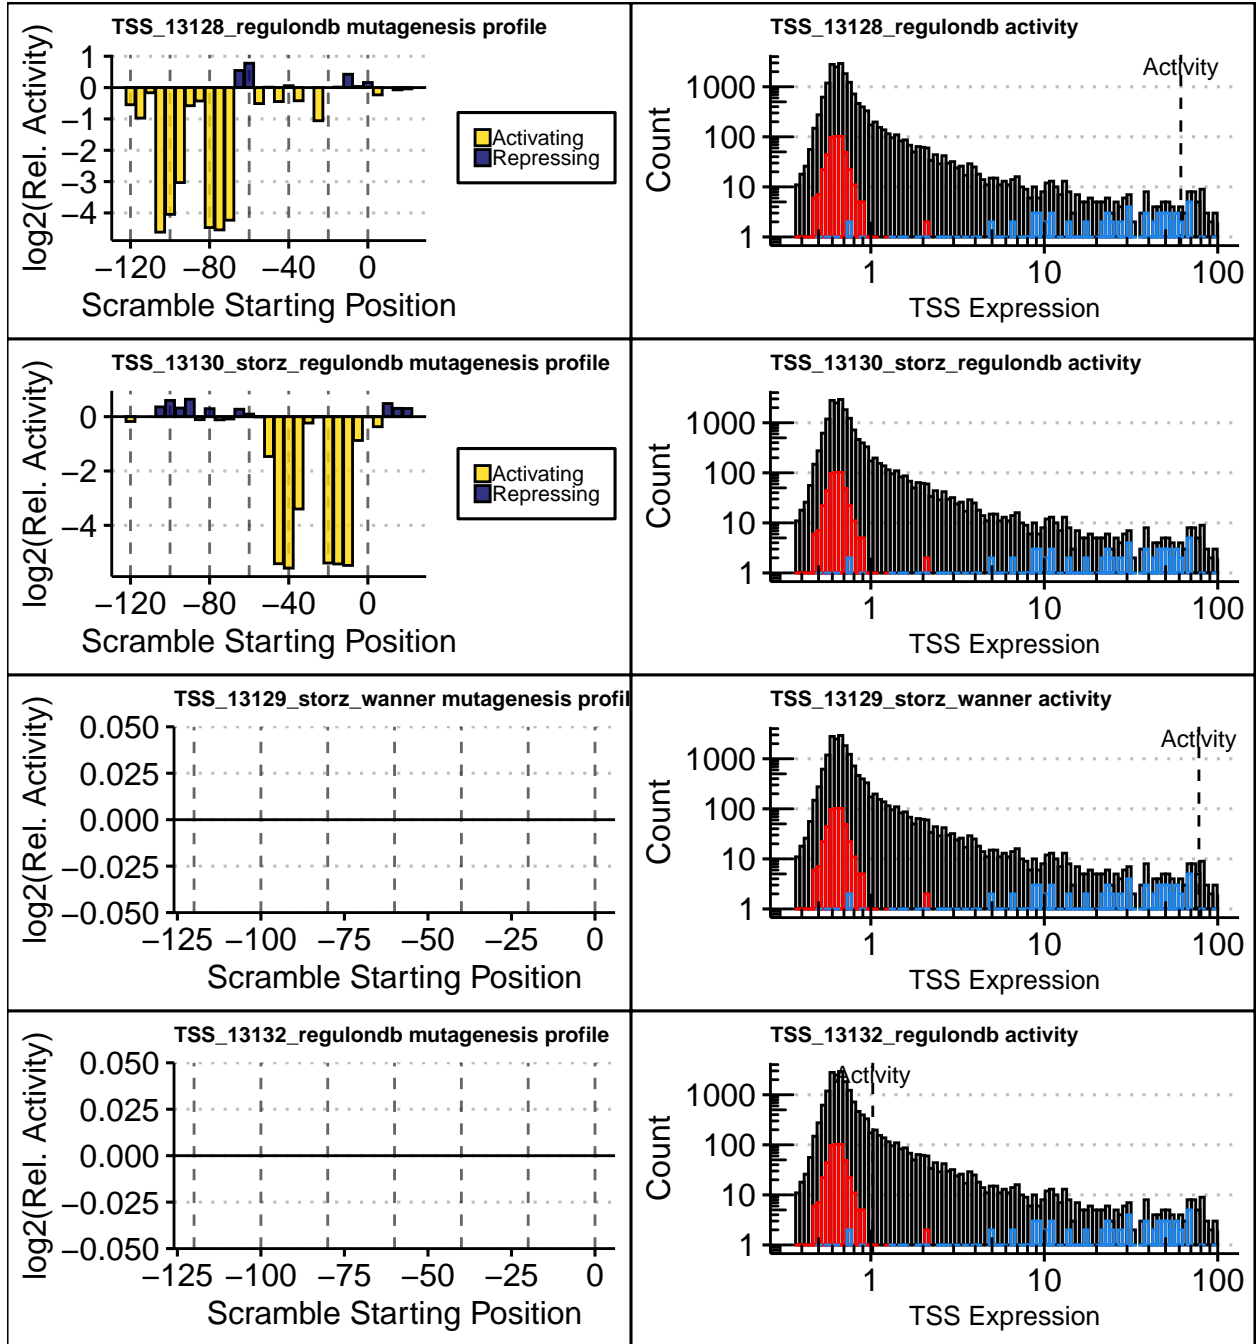 TSS_13128_regulondb mutagenesis profile
log2(Rel. Activity)
1
0
−1
−2
−3
−4
−120 −80 −40 0
Scramble Starting Position
Activating
Repressing
TSS_13128_regulondb activity
Activity
Count
1000
100
10
1
1 10 100
TSS Expression
TSS_13130_storz_regulondb mutagenesis profile
log2(Rel. Activity)
0
−2
−4
−120 −80 −40 0
Scramble Starting Position
Activating
Repressing
TSS_13130_storz_regulondb activity
Count
1000
100
10
1
1 10 100
TSS Expression
TSS_13129_storz_wanner mutagenesis profil
log2(Rel. Activity)
0.050
0.025
0.000
−0.025
−0.050
−125 −100 −75 −50 −25 0
Scramble Starting Position
TSS_13129_storz_wanner activity
Activity
Count
1000
100
10
1
1 10 100
TSS Expression
TSS_13132_regulondb mutagenesis profile
log2(Rel. Activity)
0.050
0.025
0.000
−0.025
−0.050
−125 −100 −75 −50 −25 0
Scramble Starting Position
TSS_13132_regulondb activity
Activity
Count
1000
100
10
1
1 10 100
TSS Expression